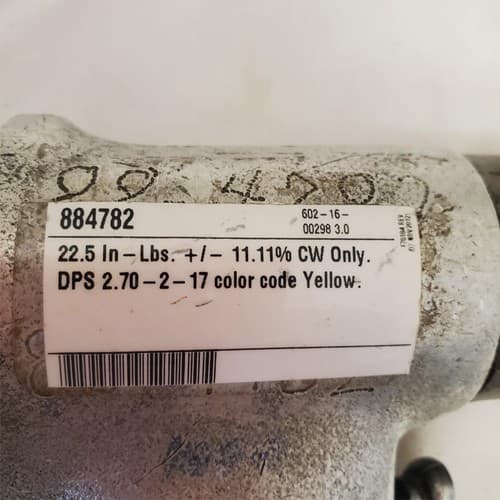 884782
602-16-
00298 3.0
22.5 In-Lbs. +/- 11.11% CW Only.
DPS 2.70-2-17 color code Yellow.